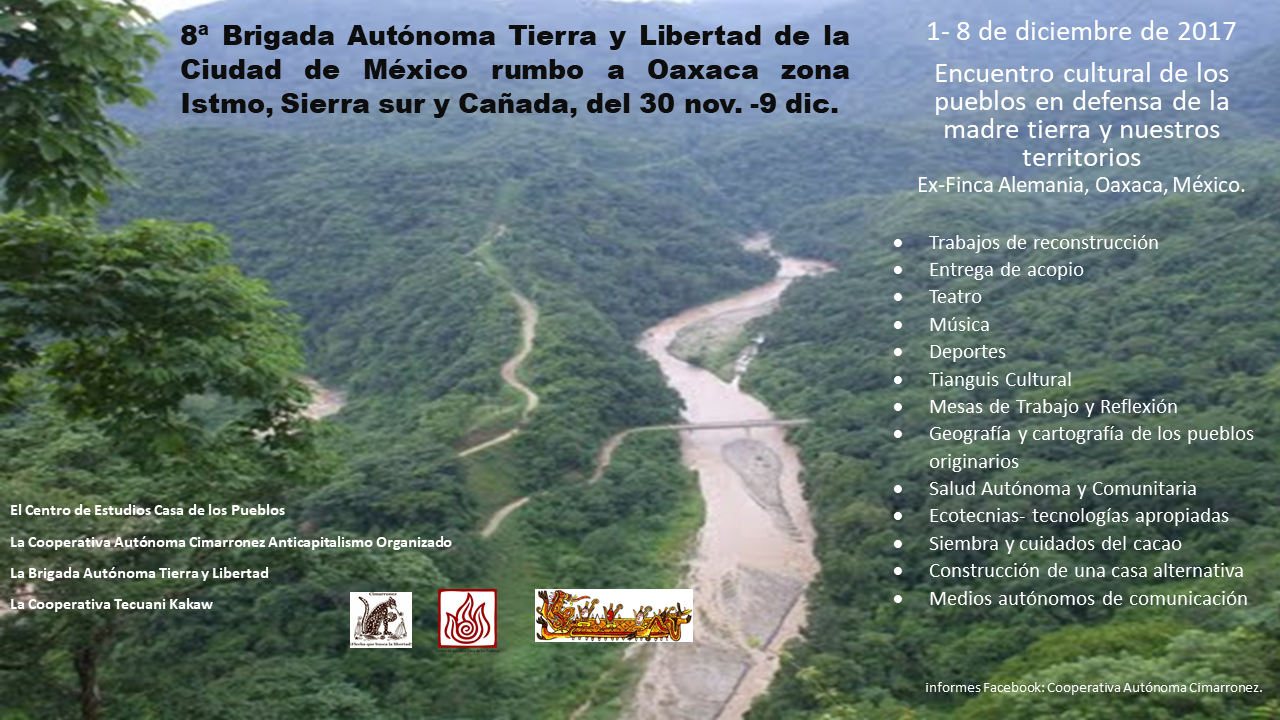 8ª Brigada Autónoma Tierra y Libertad de la
Ciudad de México rumbo a Oaxaca zona
Istmo, Sierra sur y Cañada, del 30 nov. -9 dic.
1- 8 de diciembre de 2017
Encuentro cultural de los
pueblos en defensa de la
madre tierra y nuestros
territorios
Ex-Finca Alemania, Oaxaca, México.
• Trabajos de reconstrucción
• Entrega de acopio
• Teatro
• Música
• Deportes
• Tianguis Cultural
• Mesas de Trabajo y Reflexión
• Geografía y cartografía de los pueblos
originarios
• Salud Autónoma y Comunitaria
• Ecotecnias- tecnologías apropiadas
• Siembra y cuidados del cacao
• Construcción de una casa alternativa
• Medios autónomos de comunicación
El Centro de Estudios Casa de los Pueblos
La Cooperativa Autónoma Cimarronez Anticapitalismo Organizado
La Brigada Autónoma Tierra y Libertad
La Cooperativa Tecuani Kakaw
Cimarronez
¡Flecha que busca la libertad!
informes Facebook: Cooperativa Autónoma Cimarronez.